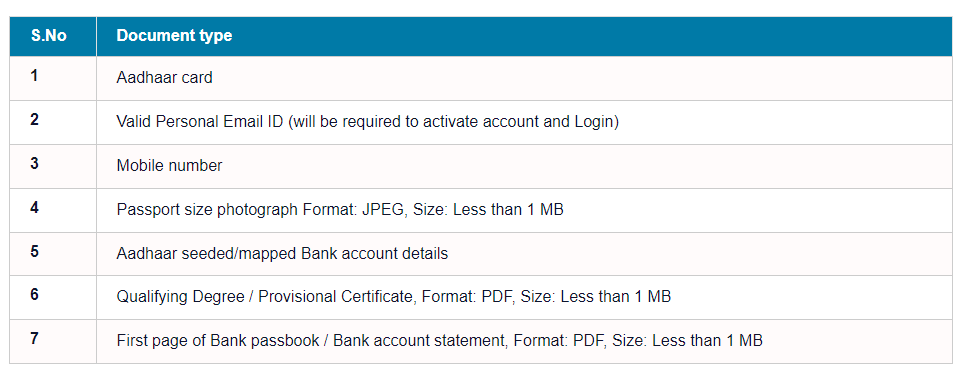 S.No Document type
1 Aadhaar card
2 Valid Personal Email ID (will be required to activate account and Login)
3 Mobile number
4 Passport size photograph Format: JPEG, Size: Less than 1 MB
5 Aadhaar seeded/mapped Bank account details
6 Qualifying Degree / Provisional Certificate, Format: PDF, Size: Less than 1 MB
7 First page of Bank passbook / Bank account statement, Format: PDF, Size: Less than 1 MB